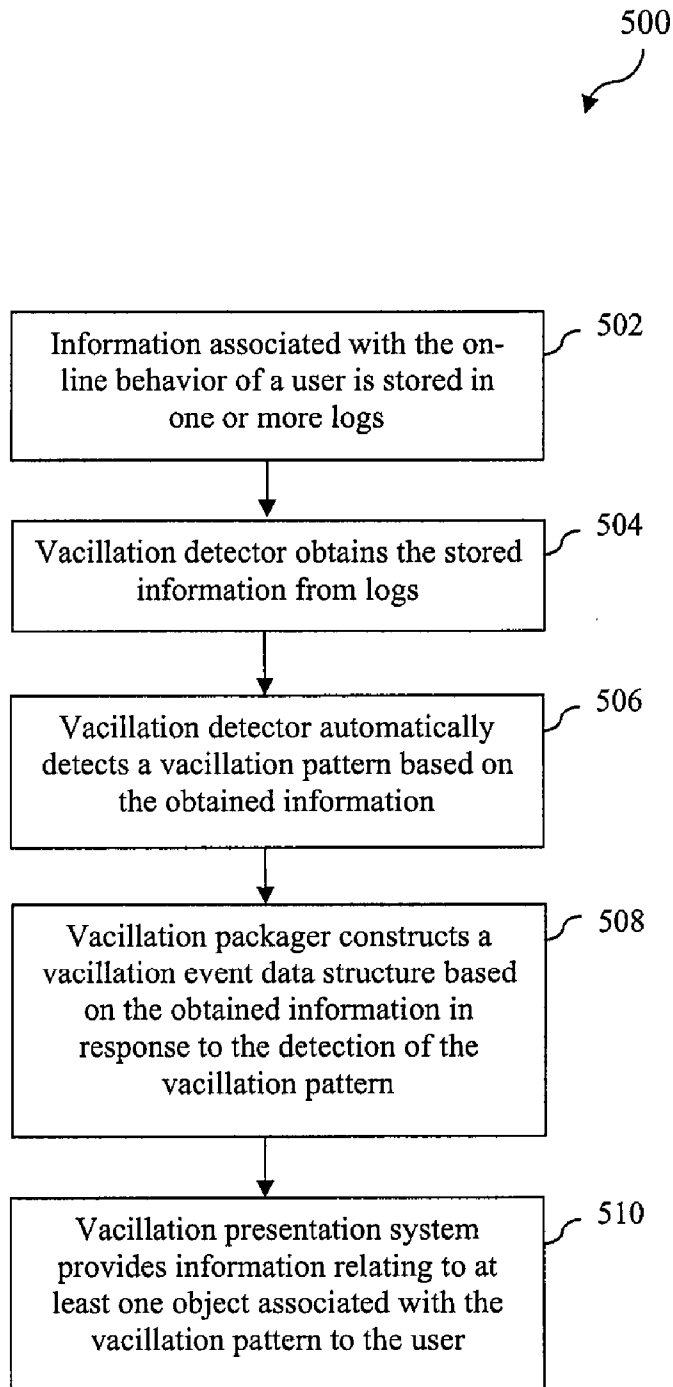 500
502
Information associated with the on-
line behavior of a user is stored in
one or more logs
504
Vacillation detector obtains the stored
information from logs
506
Vacillation detector automatically
detects a vacillation pattern based on
the obtained information
508
Vacillation packager constructs a
vacillation event data structure based
on the obtained information in
response to the detection of the
vacillation pattern
510
Vacillation presentation system
provides information relating to at
least one object associated with the
vacillation pattern to the user